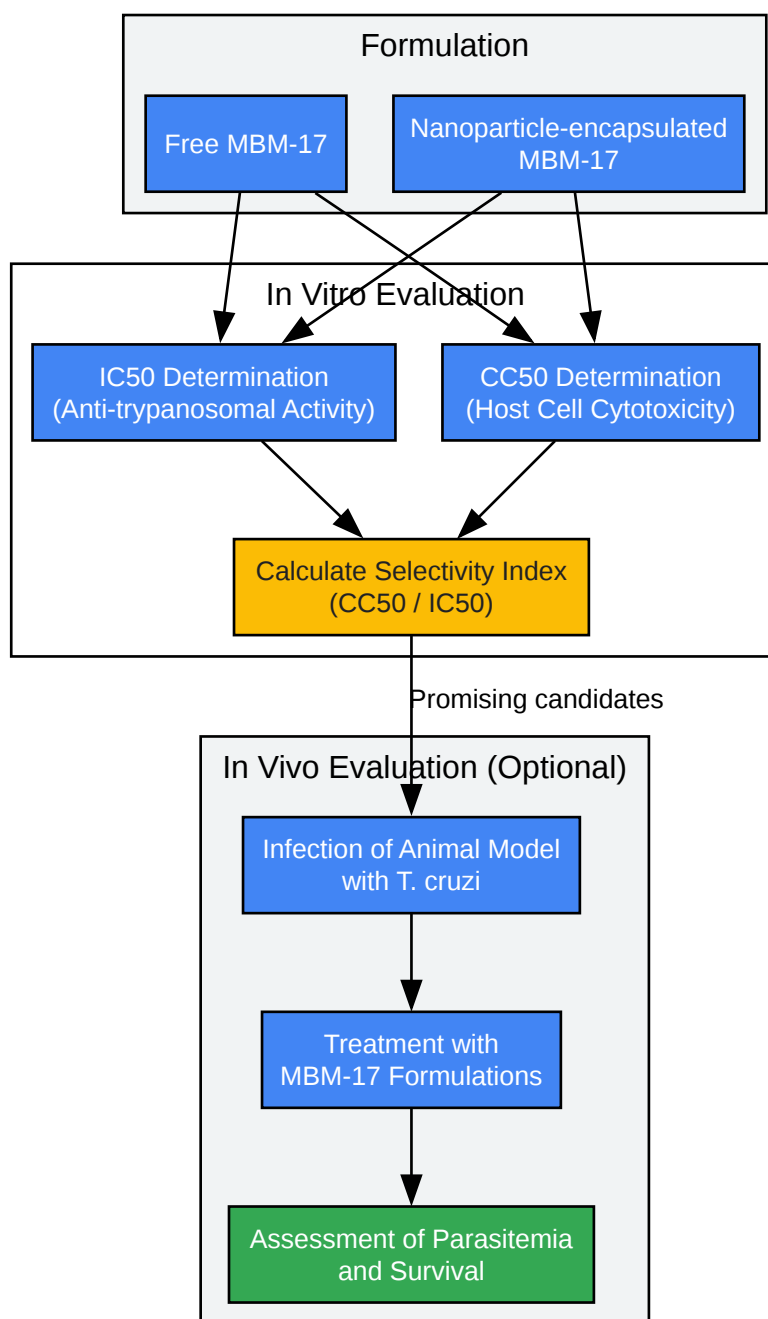 Formulation
Free MBM-17
Nanoparticle-encapsulated
MBM-17
In Vitro Evaluation
IC50 Determination
(Anti-trypanosomal Activity)
CC50 Determination
(Host Cell Cytotoxicity)
Calculate Selectivity Index
(CC50 / IC50)
Promising candidates
In Vivo Evaluation (Optional)
Infection of Animal Model
with T. cruzi
Treatment with
MBM-17 Formulations
Assessment of Parasitemia
and Survival